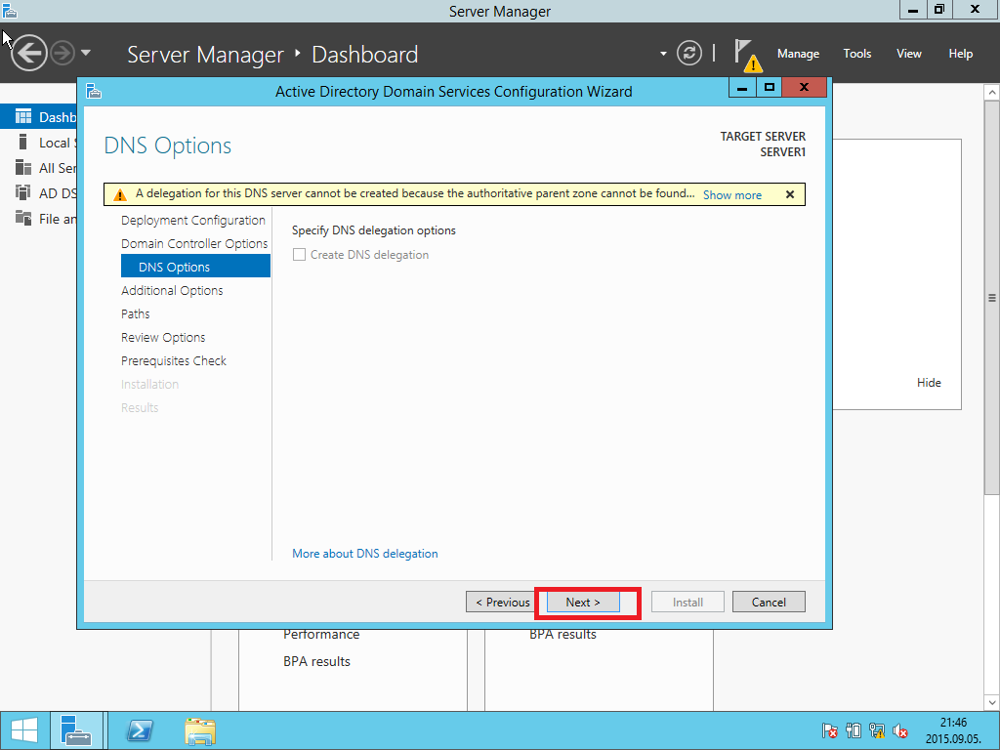 Server Manager
Server Manager Dashboard
Manage Tools View Help
Active Directory Domain Services Configuration Wizard
DNS Options
TARGET SERVER
SERVER1
A delegation for this DNS server cannot be created because the authoritative parent zone cannot be found... Show more
Dashb
Local S
All Ser
AD DS
File an
Deployment Configuration
Domain Controller Options
DNS Options
Additional Options
Paths
Review Options
Prerequisites Check
Installation
Results
Specify DNS delegation options
Create DNS delegation
More about DNS delegation
Hide
< Previous Next > Install Cancel
Performance
BPA results
BPA results
21:46
2015.09.05.